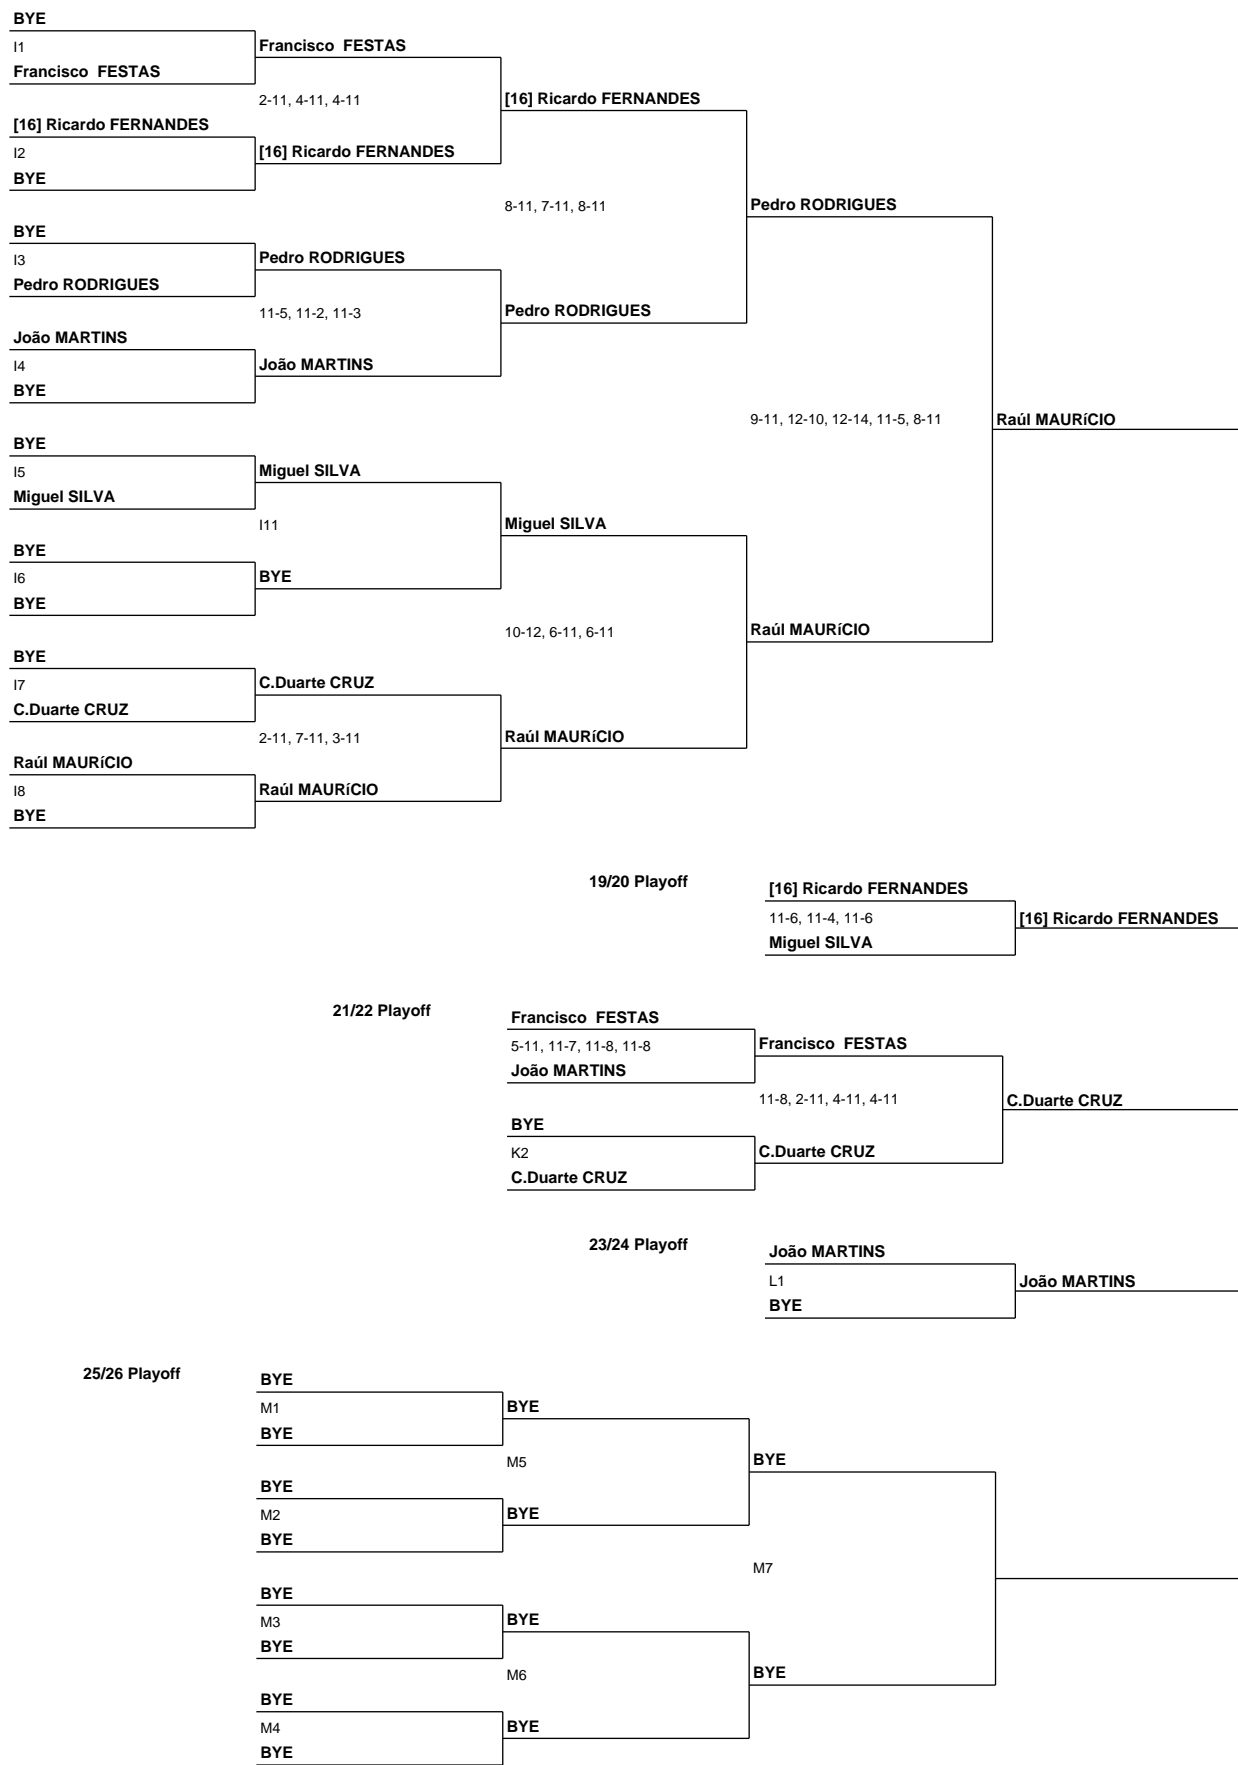 BYE
I1
Francisco  FESTAS
Francisco  FESTAS
2-11, 4-11, 4-11
[16] Ricardo FERNANDES
[16] Ricardo FERNANDES
I2
[16] Ricardo FERNANDES
BYE
8-11, 7-11, 8-11
Pedro RODRIGUES
BYE
I3
Pedro RODRIGUES
Pedro RODRIGUES
11-5, 11-2, 11-3
Pedro RODRIGUES
João MARTINS
I4
João MARTINS
BYE
9-11, 12-10, 12-14, 11-5, 8-11
Raúl MAURíCIO
BYE
I5
Miguel SILVA
Miguel SILVA
I11
Miguel SILVA
BYE
I6
BYE
BYE
10-12, 6-11, 6-11
Raúl MAURíCIO
BYE
I7
C.Duarte CRUZ
C.Duarte CRUZ
2-11, 7-11, 3-11
Raúl MAURíCIO
Raúl MAURíCIO
I8
Raúl MAURíCIO
BYE
19/20 Playoff
[16] Ricardo FERNANDES
11-6, 11-4, 11-6
[16] Ricardo FERNANDES
Miguel SILVA
21/22 Playoff
Francisco  FESTAS
5-11, 11-7, 11-8, 11-8
Francisco  FESTAS
João MARTINS
11-8, 2-11, 4-11, 4-11
C.Duarte CRUZ
BYE
K2
C.Duarte CRUZ
C.Duarte CRUZ
23/24 Playoff
João MARTINS
L1
João MARTINS
BYE
25/26 Playoff
BYE
M1
BYE
BYE
M5
BYE
BYE
M2
BYE
BYE
M7
BYE
M3
BYE
BYE
M6
BYE
BYE
M4
BYE
BYE